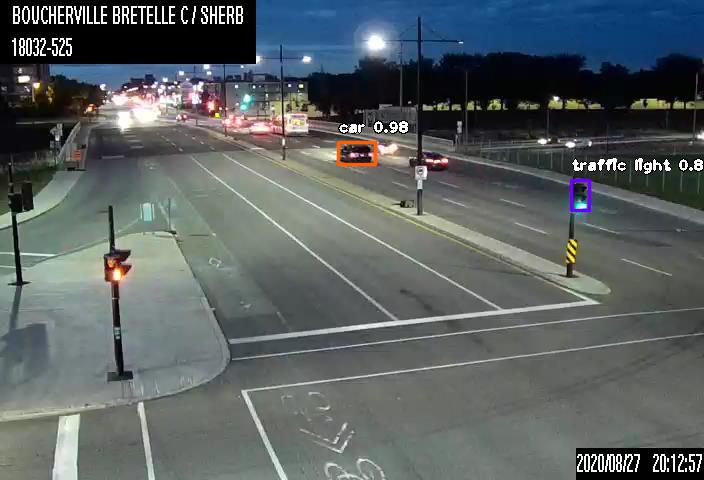 BOUCHERVILLE BRETELLE C / SHERB
18032-525
car 0.98
traffic light 0.8
2020/08/27 20:12:57